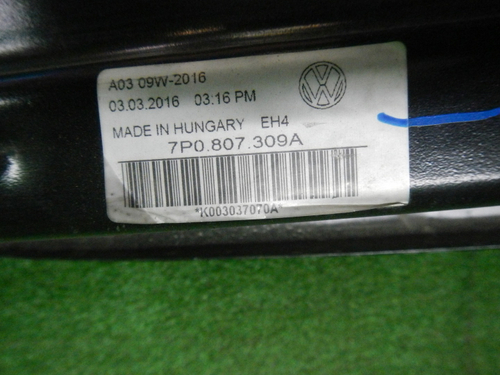 A03 09W-2016
03.03.2016 03:16 PM
MADE IN HUNGARY EH4
7P0.807.309A
*K003037070A*